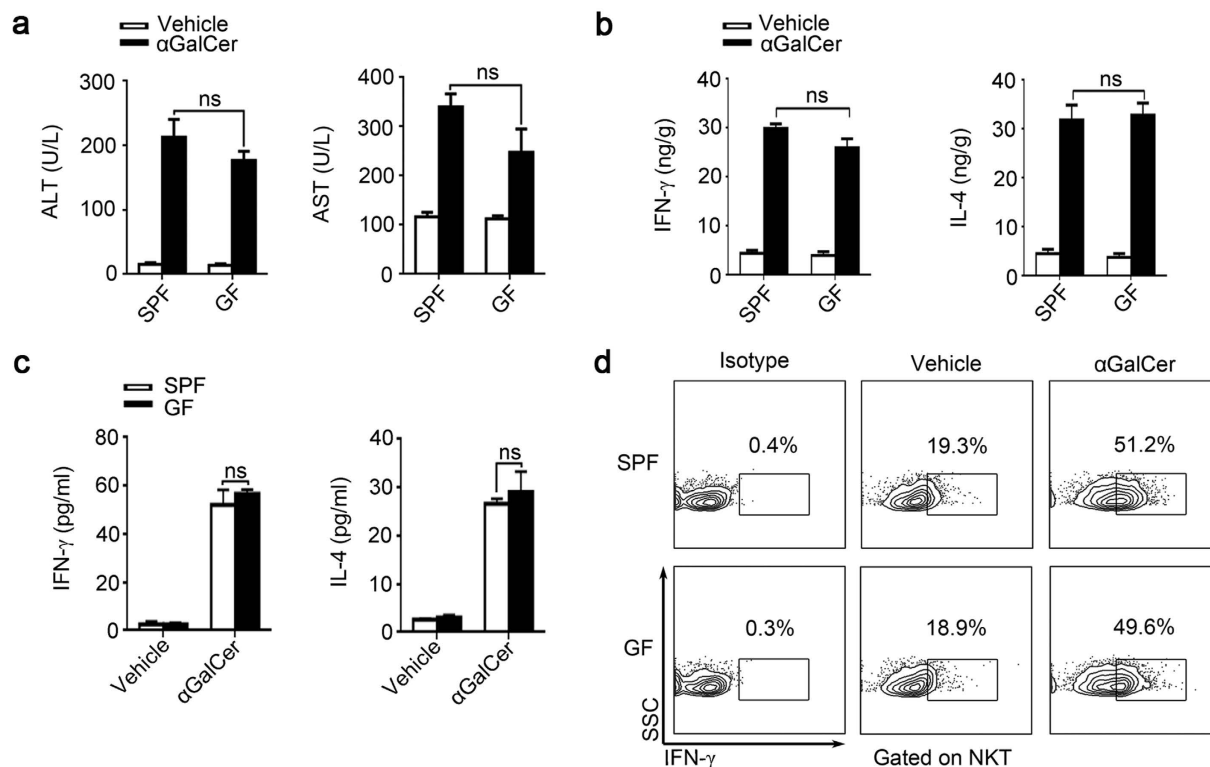 a
Vehicle
αGalCer
300
200
100
0
ALT (U/L)
ns
SPF
GF
400
300
200
100
0
AST (U/L)
ns
SPF
GF
b
Vehicle
αGalCer
40
30
20
10
0
IFN-γ (ng/g)
ns
SPF
GF
40
30
20
10
0
IL-4 (ng/g)
ns
SPF
GF
c
SPF
GF
80
60
40
20
0
IFN-γ (pg/ml)
ns
Vehicle
αGalCer
40
30
20
10
0
IL-4 (pg/ml)
ns
Vehicle
αGalCer
d
Isotype
Vehicle
αGalCer
SPF
0.4%
19.3%
51.2%
GF
0.3%
18.9%
49.6%
SSC
IFN-γ
Gated on NKT